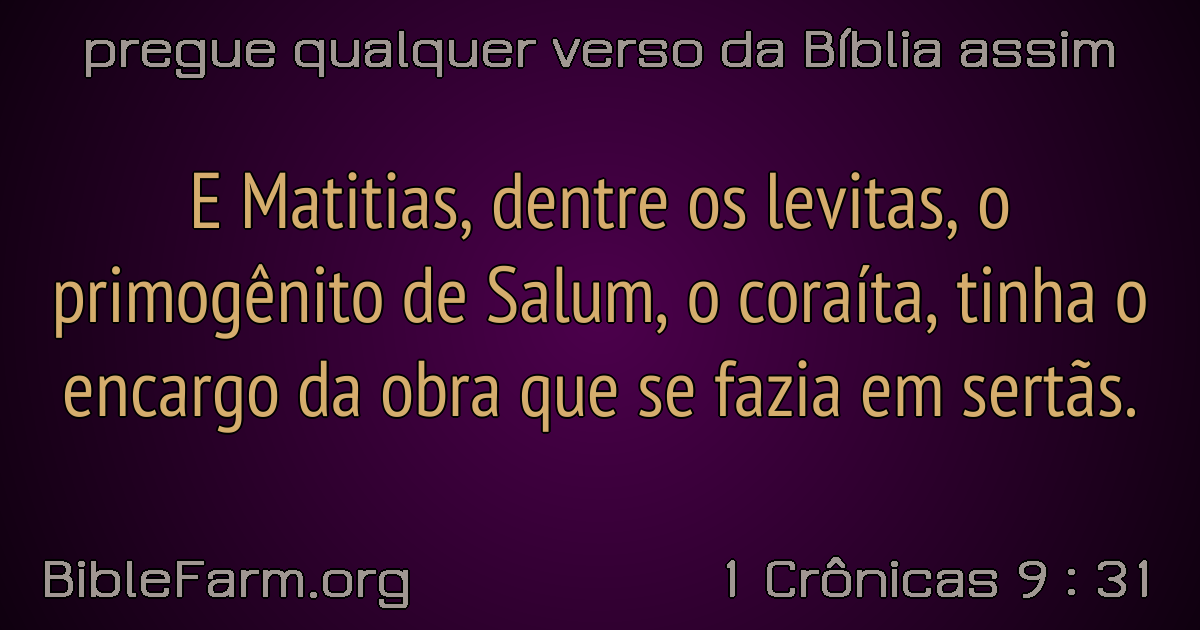 pregue qualquer verso da Bíblia assim
E Matitias, dentre os levitas, o
primogênito de Salum, o coraíta, tinha o
encargo da obra que se fazia em sertãs.
BibleFarm.org
1 Crônicas 9 : 31